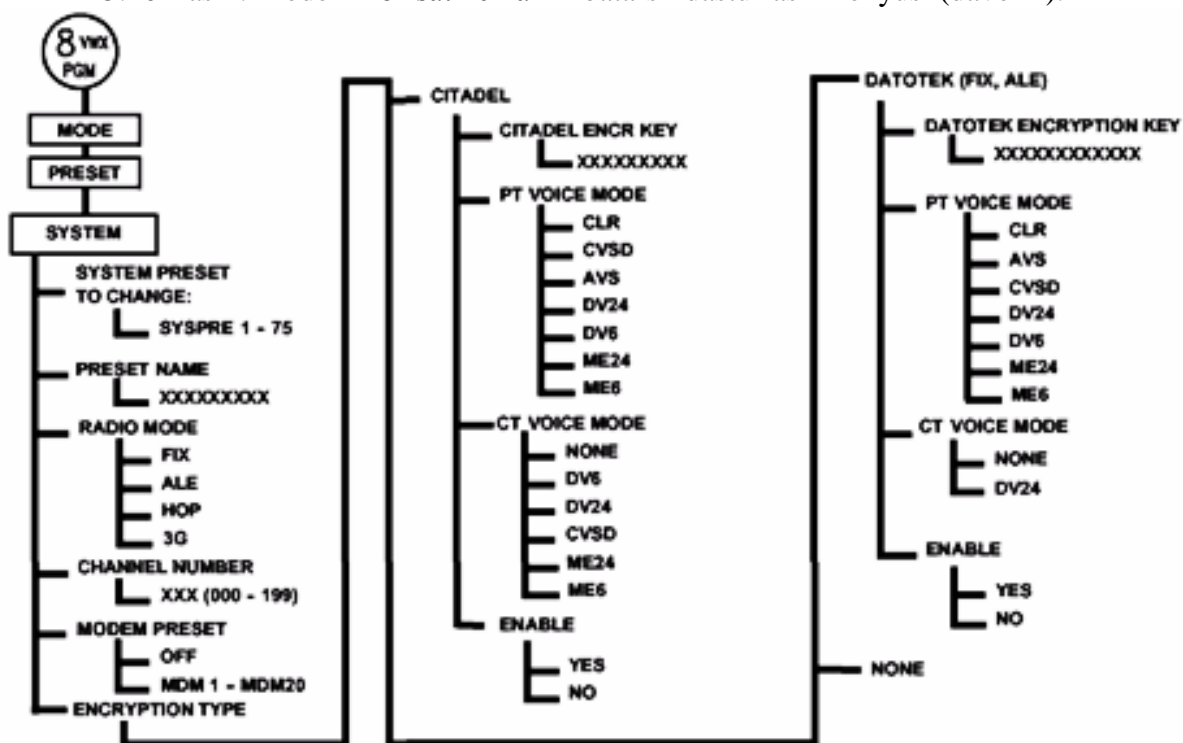 8 VWX
PGM
MODE
PRESET
SYSTEM
SYSTEM PRESET
TO CHANGE:
SYSPRE 1 - 75
PRESET NAME
XXXXXXXXX
RADIO MODE
FIX
ALE
HOP
3G
CHANNEL NUMBER
XXX (000 - 199)
MODEM PRESET
OFF
MDM 1 - MDM20
ENCRYPTION TYPE
CITADEL
CITADEL ENCR KEY
XXXXXXXXX
PT VOICE MODE
CLR
CVSD
AVS
DV24
DV6
ME24
ME6
CT VOICE MODE
NONE
DV6
DV24
CVSD
ME24
ME6
ENABLE
YES
NO
DATOTEK (FIX, ALE)
DATOTEK ENCRYPTION KEY
XXXXXXXXXXXX
PT VOICE MODE
CLR
AVS
CVSD
DV24
DV6
ME24
ME6
CT VOICE MODE
NONE
DV24
ENABLE
YES
NO
NONE